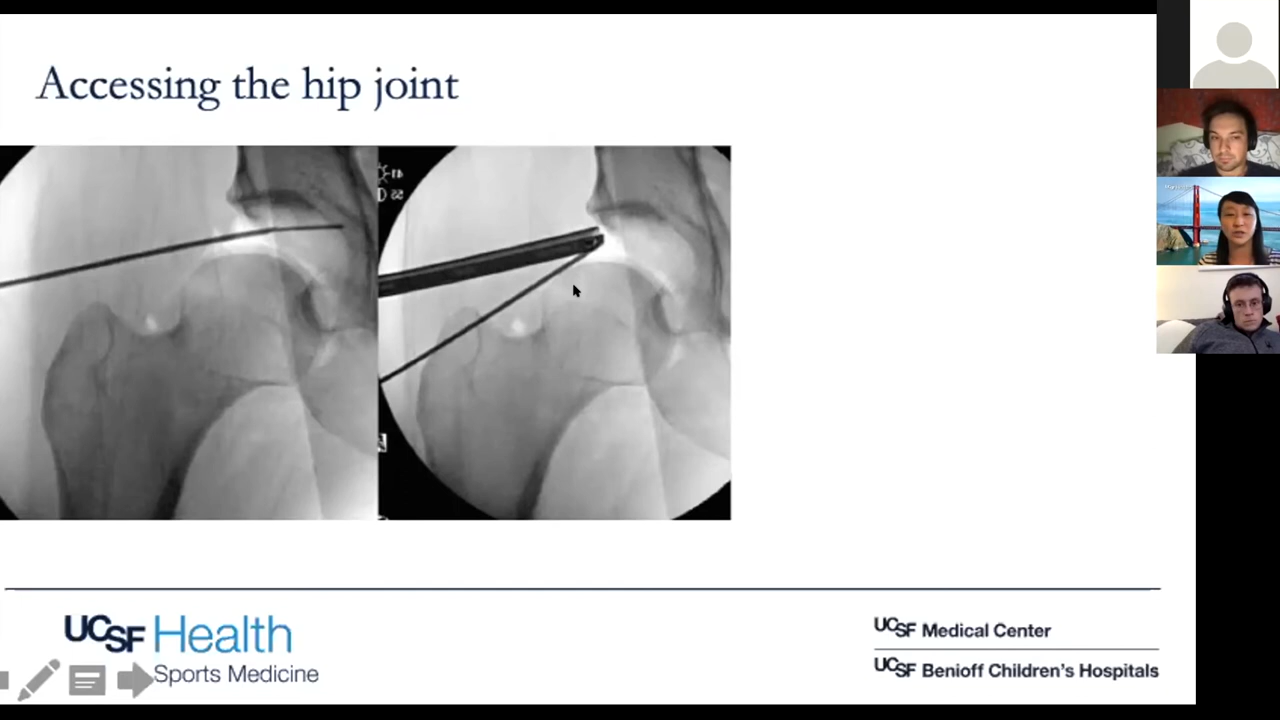 Accessing the hip joint
UCSF Health
Sports Medicine
UCSF Medical Center
UCSF Benioff Children's Hospitals